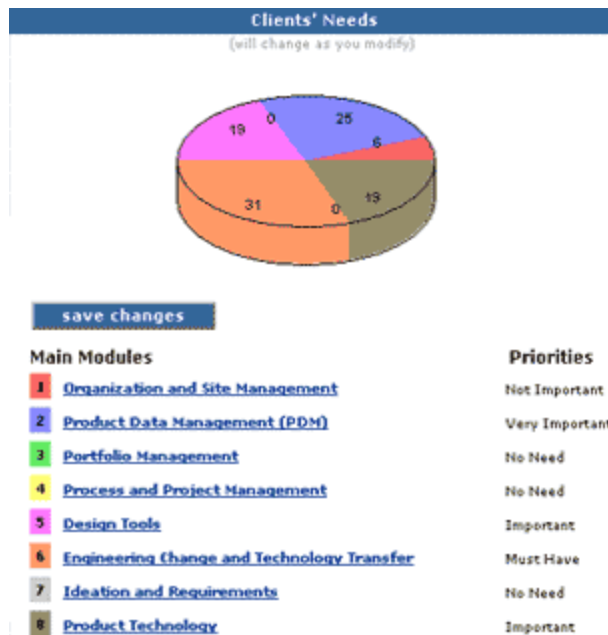 Clients' Needs
(will change as you modify)
19 0 25
6
31 0 19
save changes
Main Modules Priorities
1 Organization and Site Management Not Important
2 Product Data Management (PDM) Very Important
3 Portfolio Management No Need
4 Process and Project Management No Need
5 Design Tools Important
6 Engineering Change and Technology Transfer Must Have
7 Ideation and Requirements No Need
8 Product Technology Important